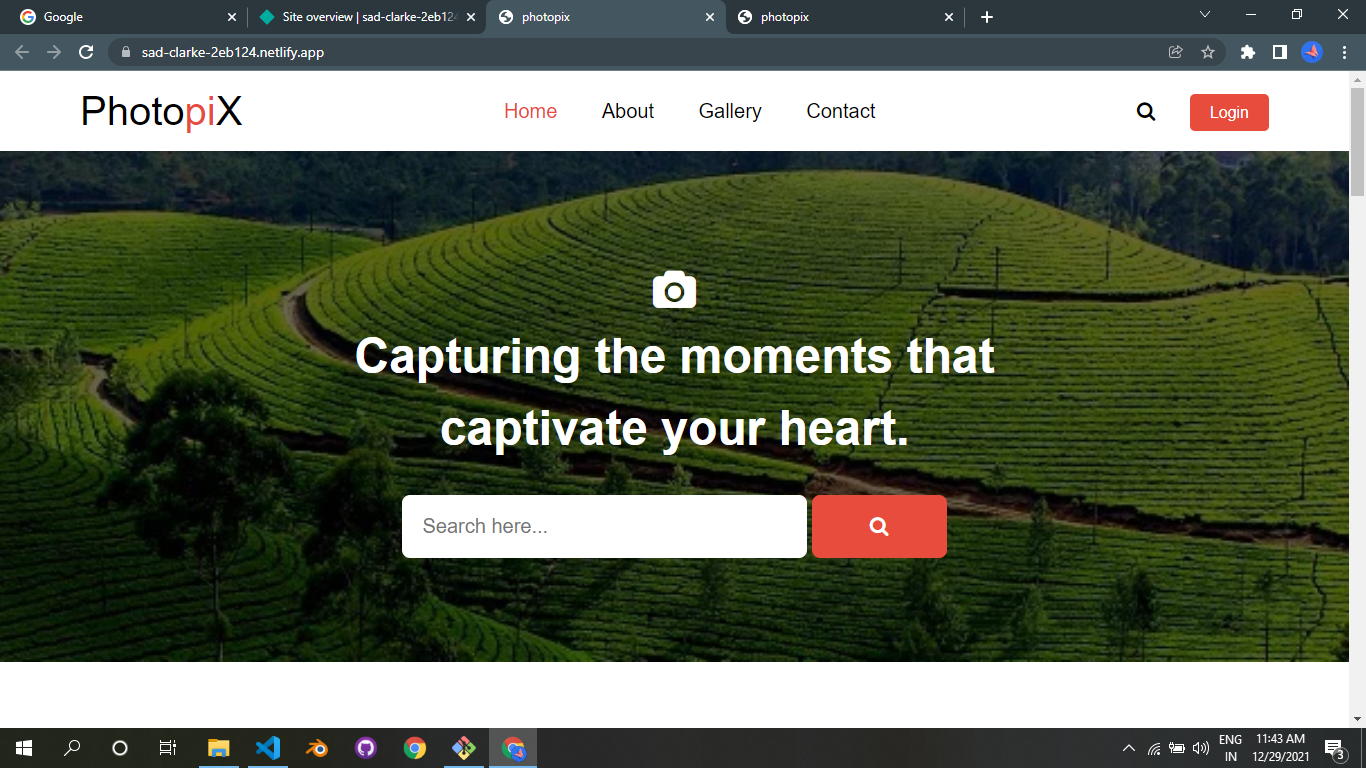 Google
Site overview | sad-clarke-2eb124
photopix
photopix
sad-clarke-2eb124.netlify.app
PhotopiX
Home
About
Gallery
Contact
Login
Capturing the moments that
captivate your heart.
Search here...
ENG
IN
11:43 AM
12/29/2021
3